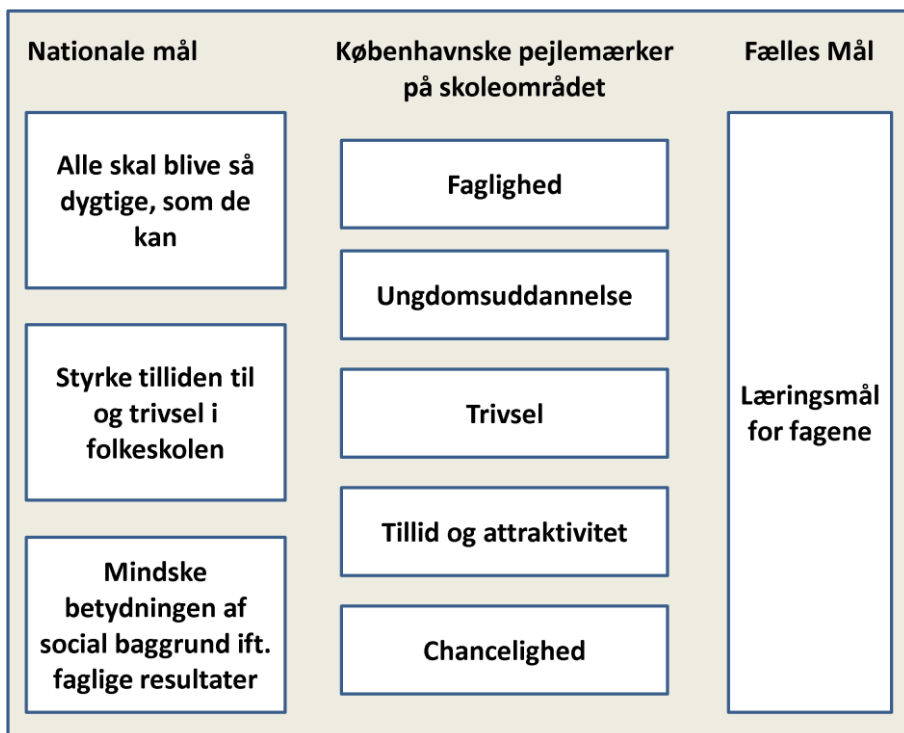 Nationale mål
Alle skal blive så
dygtige, som de
kan
Styrke tilliden til
og trivsel i
folkeskolen
Mindske
betydningen af
social baggrund ift.
faglige resultater
Københavnske pejlemærker
på skoleområdet
Faglighed
Ungdomsuddannelse
Trivsel
Tillid og attraktivitet
Chancelighed
Fælles Mål
Læringsmål
for fagene